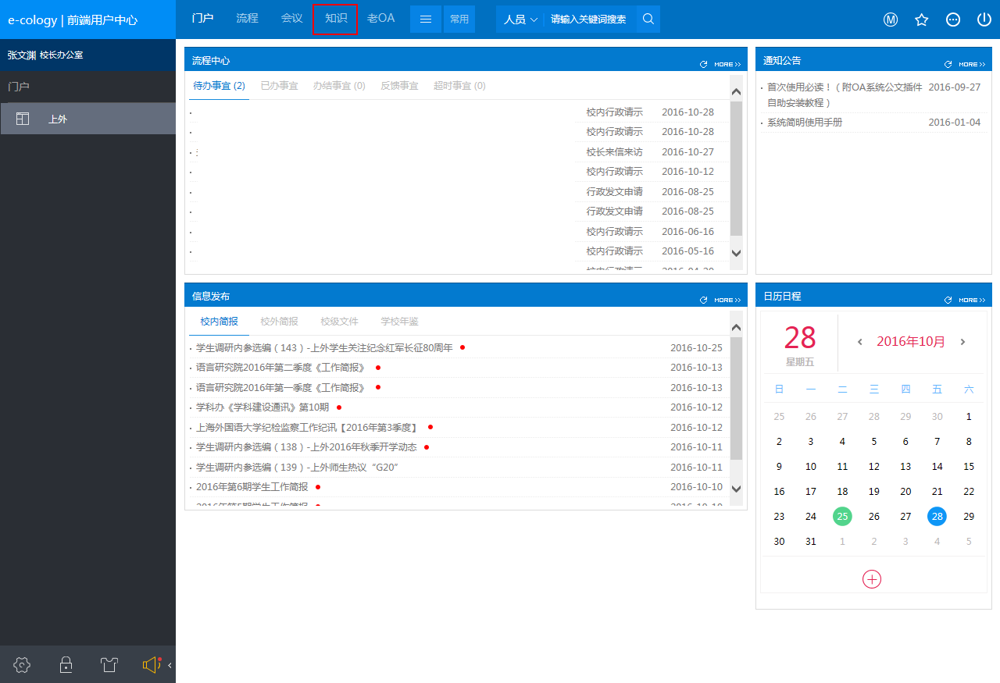 e-cology | 前端用户中心
门户 流程 会议 知识 老OA 常用 人员 请输入关键词搜索
张文渊 校长办公室
门户
上外
流程中心 MORE
待办事宜 (2) 已办事宜 办结事宜 (0) 反馈事宜 超时事宜 (0)
校内行政请示 2016-10-28
校内行政请示 2016-10-28
校长来信来访 2016-10-27
校内行政请示 2016-10-12
行政发文申请 2016-08-25
行政发文申请 2016-08-25
校内行政请示 2016-06-16
校内行政请示 2016-05-16
通知公告 MORE
首次使用必读！（附OA系统公文插件 2016-09-27
自助安装教程）
系统简明使用手册 2016-01-04
信息发布 MORE
校内简报 校外简报 校级文件 学校年鉴
学生调研内参选编（143）-上外学生关注纪念红军长征80周年 2016-10-25
语言研究院2016年第二季度《工作简报》 2016-10-13
语言研究院2016年第一季度《工作简报》 2016-10-13
学科办《学科建设通讯》第10期 2016-10-12
上海外国语大学纪检监察工作纪讯【2016年第3季度】 2016-10-12
学生调研内参选编（138）-上外2016年秋季开学动态 2016-10-11
学生调研内参选编（139）-上外师生热议“G20” 2016-10-11
2016年第6期学生工作简报 2016-10-10
日历日程 MORE
28
星期五
2016年10月
日 一 二 三 四 五 六
25 26 27 28 29 30 1
2 3 4 5 6 7 8
9 10 11 12 13 14 15
16 17 18 19 20 21 22
23 24 25 26 27 28 29
30 31 1 2 3 4 5